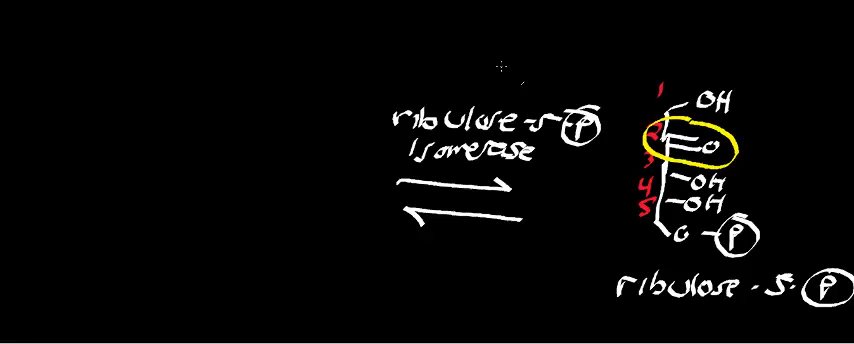 ribulose-5-P
isomerase
1
OH
2
=O
3
4
-OH
5
-OH
O-P
ribulose-5-P